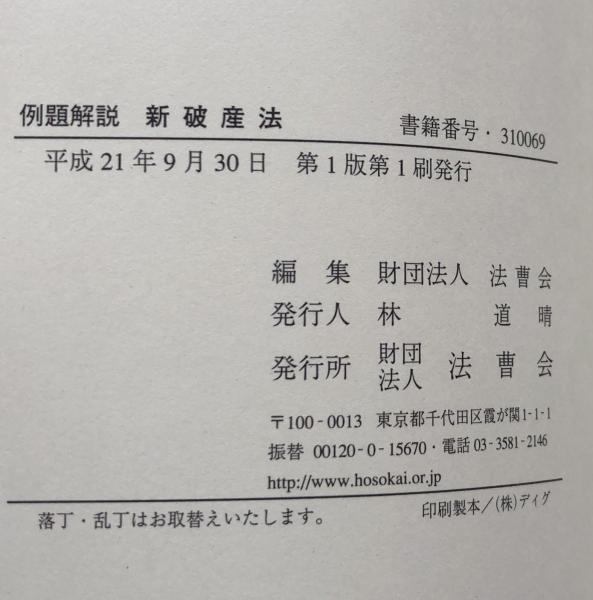 例題解説 新破産法 書籍番号・310069
平成21年9月30日 第1版第1刷発行
編集 財団法人 法曹会
発行人 林道晴
発行所 財団法人 法曹会
〒100-0013 東京都千代田区霞が関1-1-1
振替 00120-0-15670・電話 03-3581-2146
http://www.hosokai.or.jp
落丁・乱丁はお取替えいたします。 印刷製本/(株)ディグ